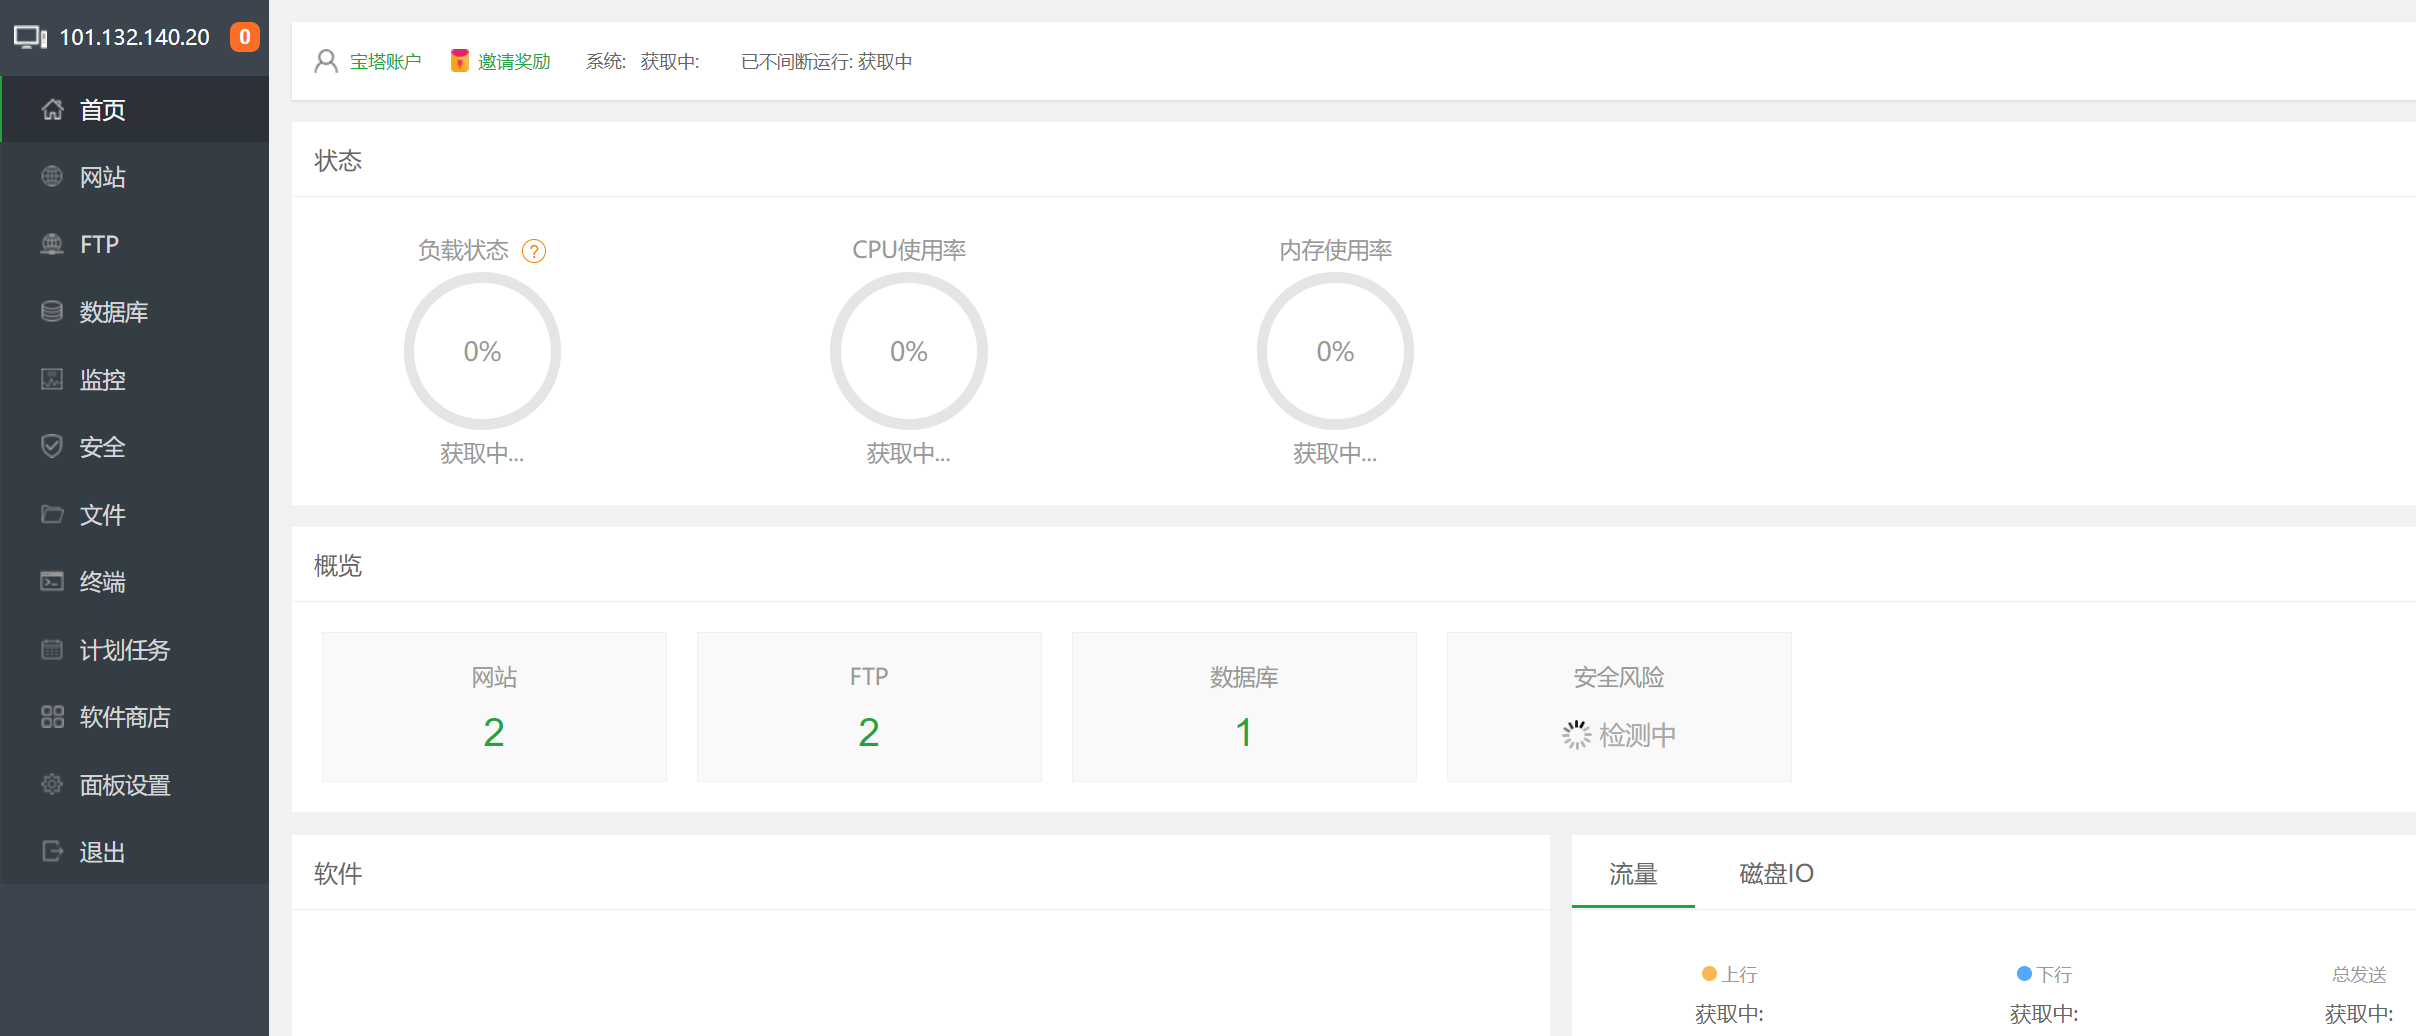 101.132.140.20 0
首页
网站
FTP
数据库
监控
安全
文件
终端
计划任务
软件商店
面板设置
退出
宝塔账户 邀请奖励 系统: 获取中: 已不间断运行: 获取中
状态
负载状态 ? CPU使用率 内存使用率
0% 0% 0%
获取中... 获取中... 获取中...
概览
网站 FTP 数据库 安全风险
2 2 1 检测中
软件
流量 磁盘IO
上行 下行 总发送
获取中: 获取中: 获取中: